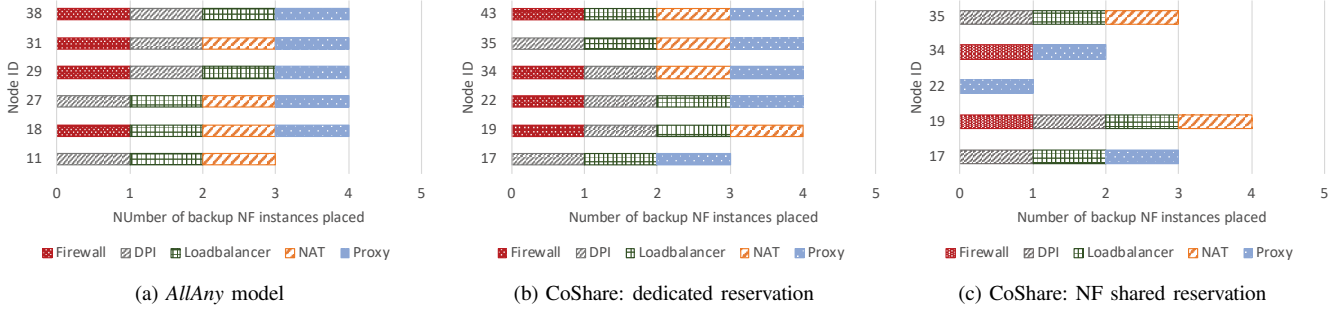 Node ID
38
31
29
27
18
11
0 1 2 3 4 5
NUmber of backup NF instances placed
Firewall DPI Loadbalancer NAT Proxy
(a) AllAny model
Node ID
43
35
34
22
19
17
0 1 2 3 4 5
Number of backup NF instances placed
Firewall DPI Loadbalancer NAT Proxy
(b) CoShare: dedicated reservation
Node ID
35
34
22
19
17
0 1 2 3 4 5
Number of backup NF instances placed
Firewall DPI Loadbalancer NAT Proxy
(c) CoShare: NF shared reservation